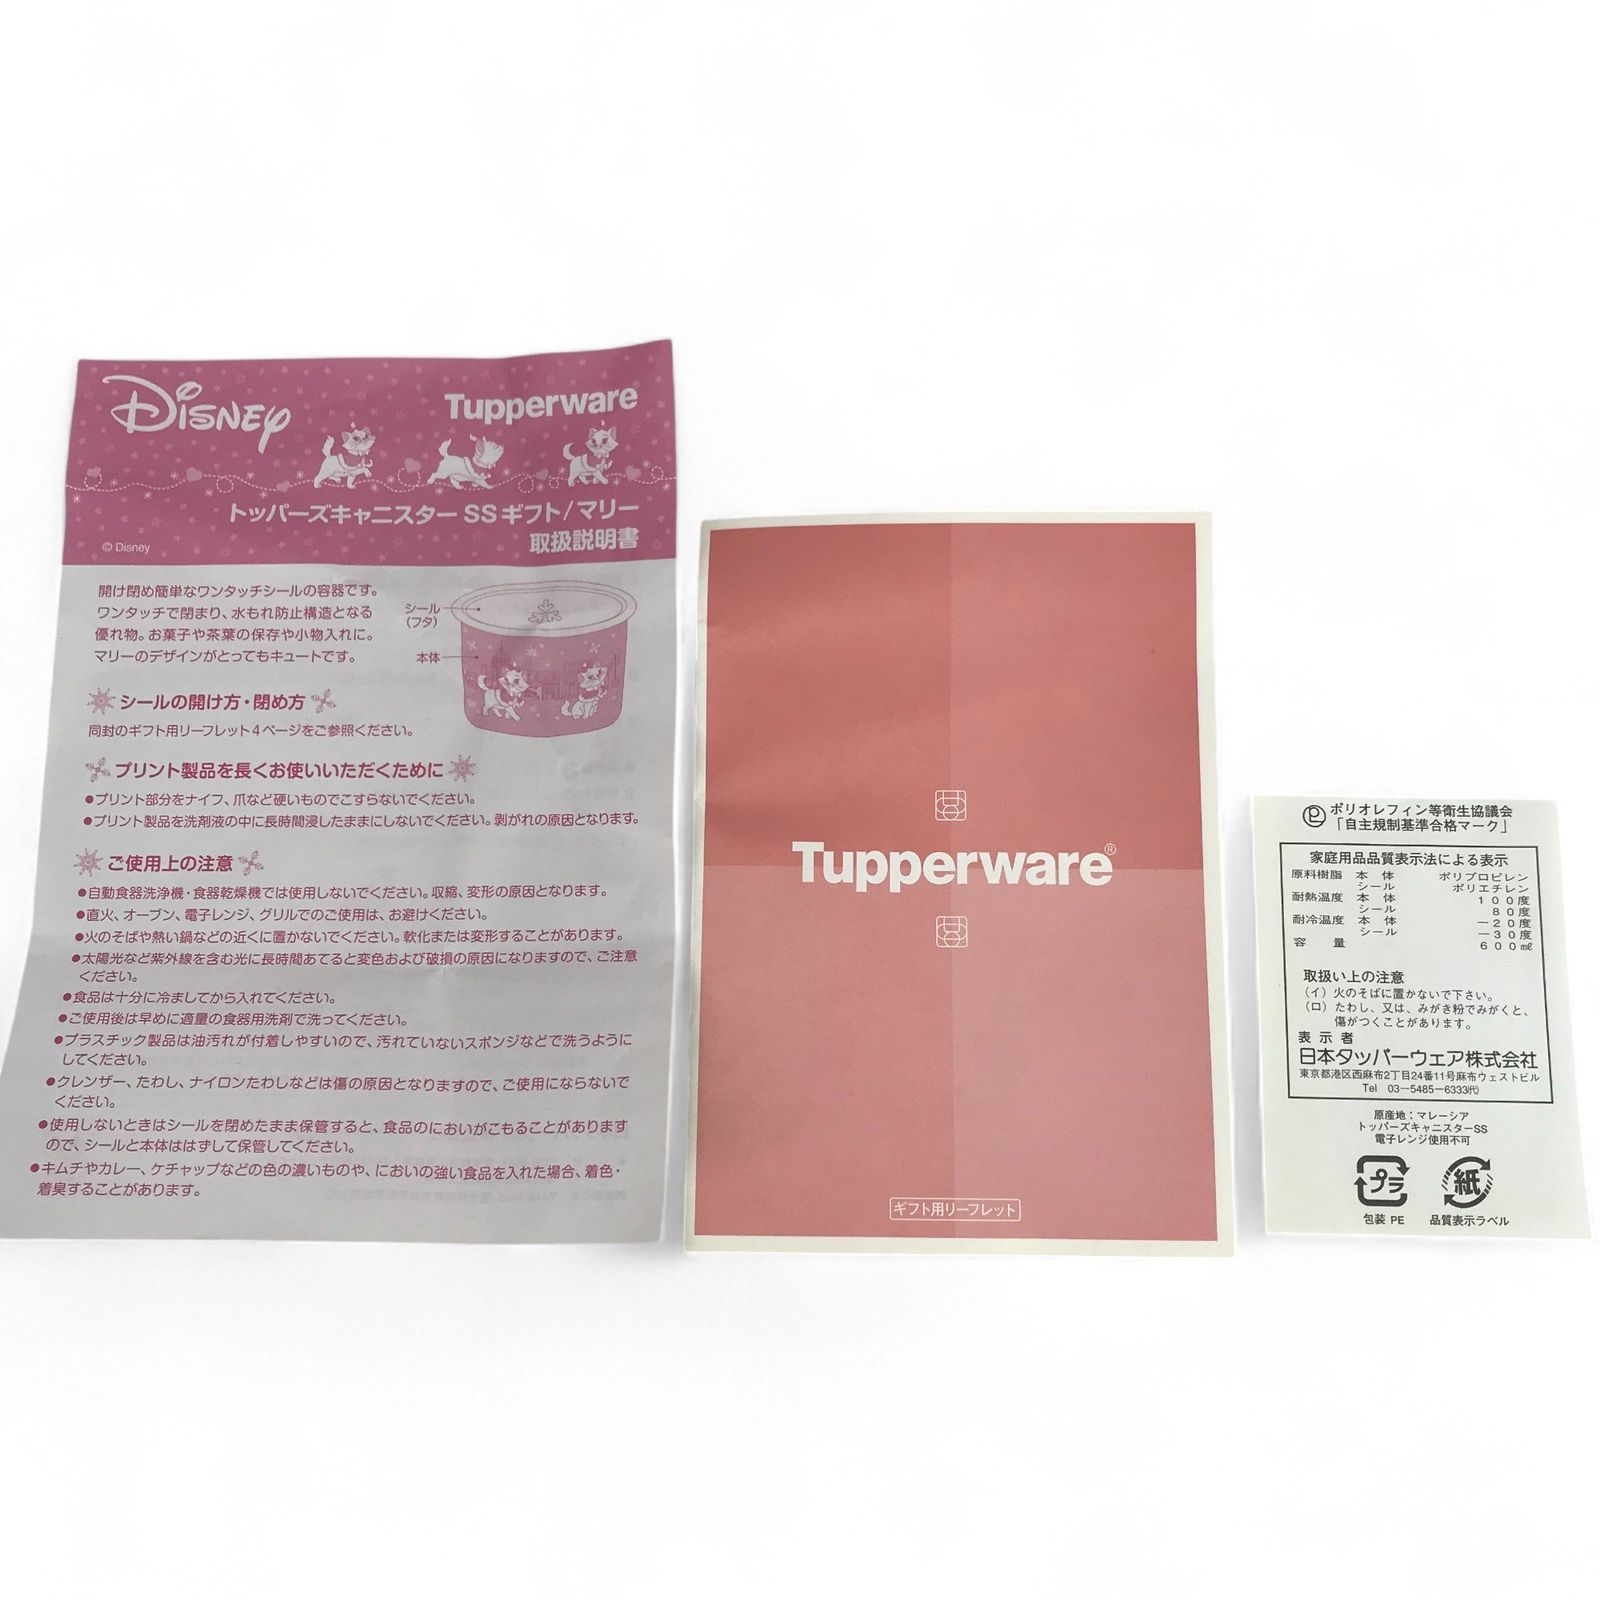 Disney
Tupperware
トッパーズキャニスター SS ギフト/マリー
取扱説明書
© Disney
開け閉め簡単なワンタッチシールの容器です。
ワンタッチで閉まり、水もれ防止構造となる
優れ物。お菓子や茶葉の保存や小物入れに。
マリーのデザインがとってもキュートです。
シール
(フタ)
本体
シールの開け方・閉め方
同封のギフト用リーフレット4ページをご参照ください。
プリント製品を長くお使いいただくために
●プリント部分をナイフ、爪など硬いものでこすらないでください。
●プリント製品を洗剤液の中に長時間浸したままにしないでください。剥がれの原因となります。
ご使用上の注意
●自動食器洗浄機・食器乾燥機では使用しないでください。収縮、変形の原因となります。
●直火、オーブン、電子レンジ、グリルでのご使用は、お避けください。
●火のそばや熱い鍋などの近くに置かないでください。軟化または変形することがあります。
●太陽光など紫外線を含む光に長時間あてると変色および破損の原因になりますので、ご注意
ください。
●食品は十分に冷ましてから入れてください。
●ご使用後は早めに適量の食器用洗剤で洗ってください。
●プラスチック製品は油汚れが付着しやすいので、汚れていないスポンジなどで洗うように
してください。
●クレンザー、たわし、ナイロンたわしなどは傷の原因となりますので、ご使用にならないで
ください。
●使用しないときはシールを閉めたまま保管すると、食品のにおいがこもることがあります
ので、シールと本体ははずして保管してください。
●キムチやカレー、ケチャップなどの色の濃いものや、においの強い食品を入れた場合、着色・
着臭することがあります。
Tupperware®
ギフト用リーフレット
ポリオレフィン等衛生協議会
「自主規制基準合格マーク」
家庭用品品質表示法による表示
原料樹脂 本体 ポリプロピレン
シール ポリエチレン
耐熱温度 本体 100度
シール 80度
耐冷温度 本体 −20度
シール −30度
容量 600㎖
取扱い上の注意
(イ) 火のそばに置かないで下さい。
(ロ) たわし、又は、みがき粉でみがくと、
傷がつくことがあります。
表示者
日本タッパーウェア株式会社
東京都港区西麻布2丁目24番11号麻布ウェストビル
Tel 03−5485−6333㈹
原産地：マレーシア
トッパーズキャニスターSS
電子レンジ使用不可
プラ
紙
包装 PE
品質表示ラベル